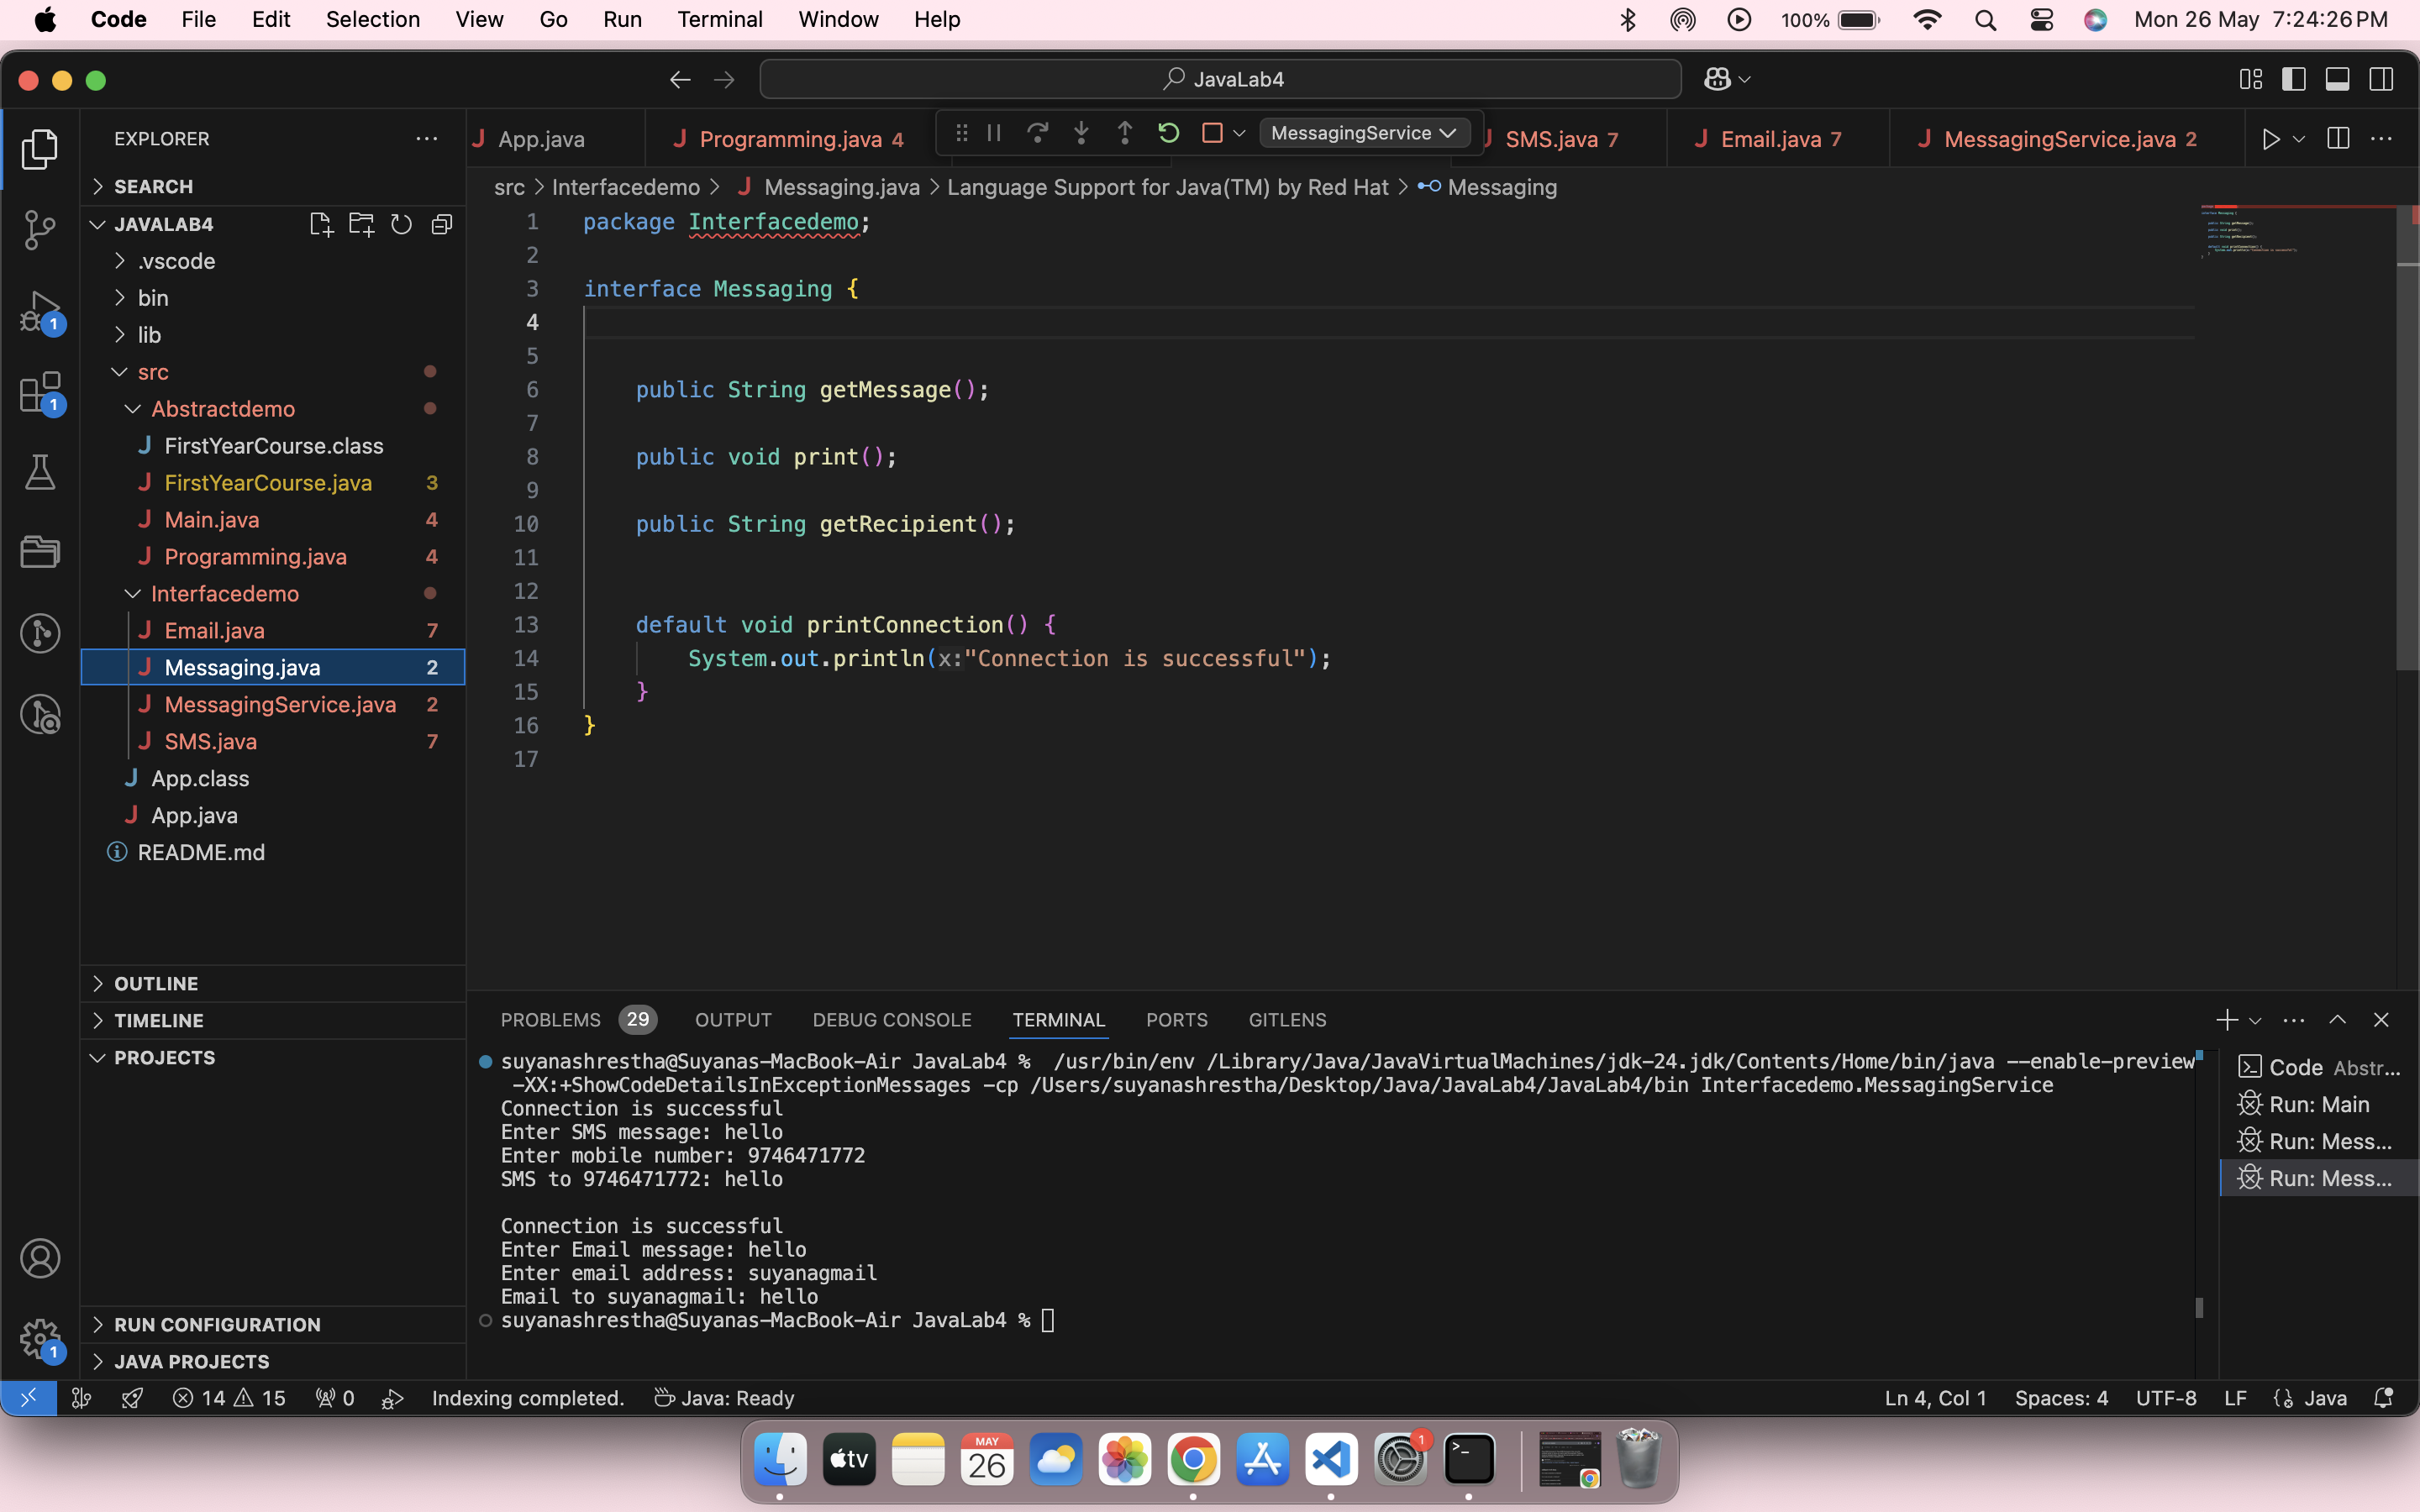 Code File Edit Selection View Go Run Terminal Window Help 100% Mon 26 May 7:24:26 PM
JavaLab4
EXPLORER
App.java Programming.java 4 MessagingService SMS.java 7 Email.java 7 MessagingService.java 2
SEARCH
src > Interfacedemo > Messaging.java > Language Support for Java(TM) by Red Hat > Messaging
JAVALAB4
.vscode
bin
lib
src
Abstractdemo
FirstYearCourse.class
FirstYearCourse.java 3
Main.java 4
Programming.java 4
Interfacedemo
Email.java 7
Messaging.java 2
MessagingService.java 2
SMS.java 7
App.class
App.java
README.md
OUTLINE
TIMELINE
PROJECTS
RUN CONFIGURATION
JAVA PROJECTS
1
1
1
1 package Interfacedemo;
2
3 interface Messaging {
4
5
6 public String getMessage();
7
8 public void print();
9
10 public String getRecipient();
11
12
13 default void printConnection() {
14 System.out.println(x:"Connection is successful");
15 }
16 }
17
PROBLEMS 29 OUTPUT DEBUG CONSOLE TERMINAL PORTS GITLENS
suyanashrestha@Suyanas-MacBook-Air JavaLab4 % /usr/bin/env /Library/Java/JavaVirtualMachines/jdk-24.jdk/Contents/Home/bin/java --enable-preview
-XX:+ShowCodeDetailsInExceptionMessages -cp /Users/suyanashrestha/Desktop/Java/JavaLab4/JavaLab4/bin Interfacedemo.MessagingService
Connection is successful
Enter SMS message: hello
Enter mobile number: 9746471772
SMS to 9746471772: hello
Connection is successful
Enter Email message: hello
Enter email address: suyanagmail
Email to suyanagmail: hello
suyanashrestha@Suyanas-MacBook-Air JavaLab4 %
Code Abstr...
Run: Main
Run: Mess...
Run: Mess...
14 15 0 Indexing completed. Java: Ready Ln 4, Col 1 Spaces: 4 UTF-8 LF Java
tv MAY 26 1